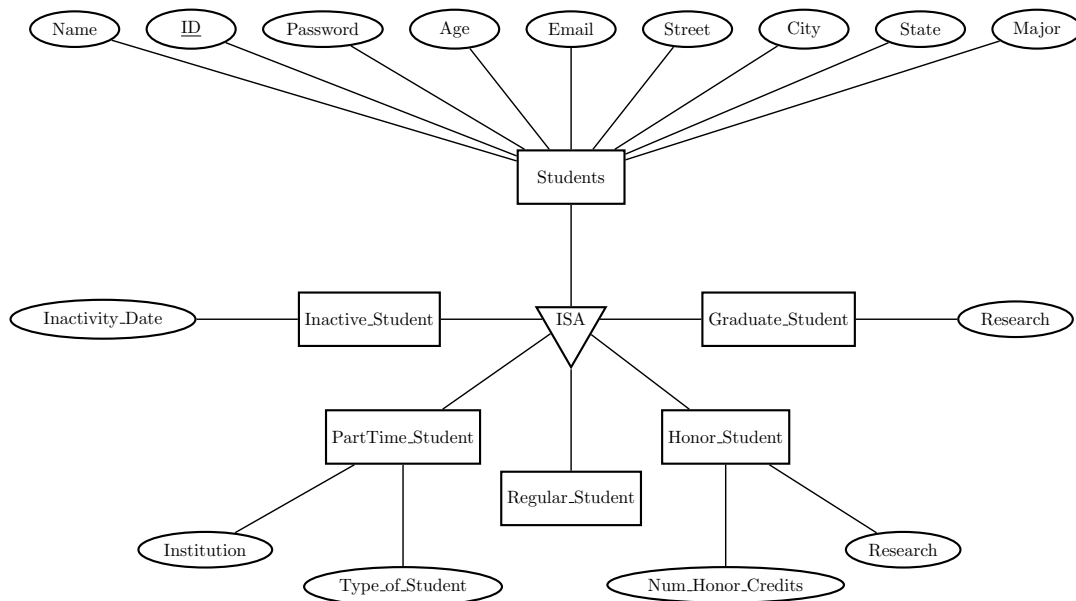 Name
ID
Password
Age
Email
Street
City
State
Major
Students
Inactivity_Date
Inactive_Student
ISA
Graduate_Student
Research
PartTime_Student
Honor_Student
Regular_Student
Institution
Research
Type_of_Student
Num_Honor_Credits